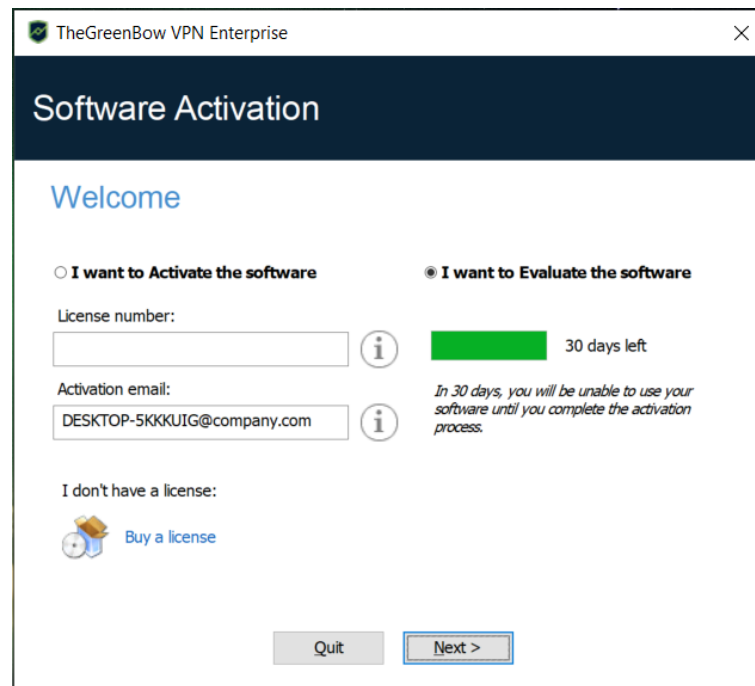 TheGreenBow VPN Enterprise
Software Activation
Welcome
I want to Activate the software
I want to Evaluate the software
License number:
30 days left
Activation email:
DESKTOP-5KKKUIG@company.com
In 30 days, you will be unable to use your
software until you complete the activation
process.
I don't have a license:
Buy a license
Quit
Next >